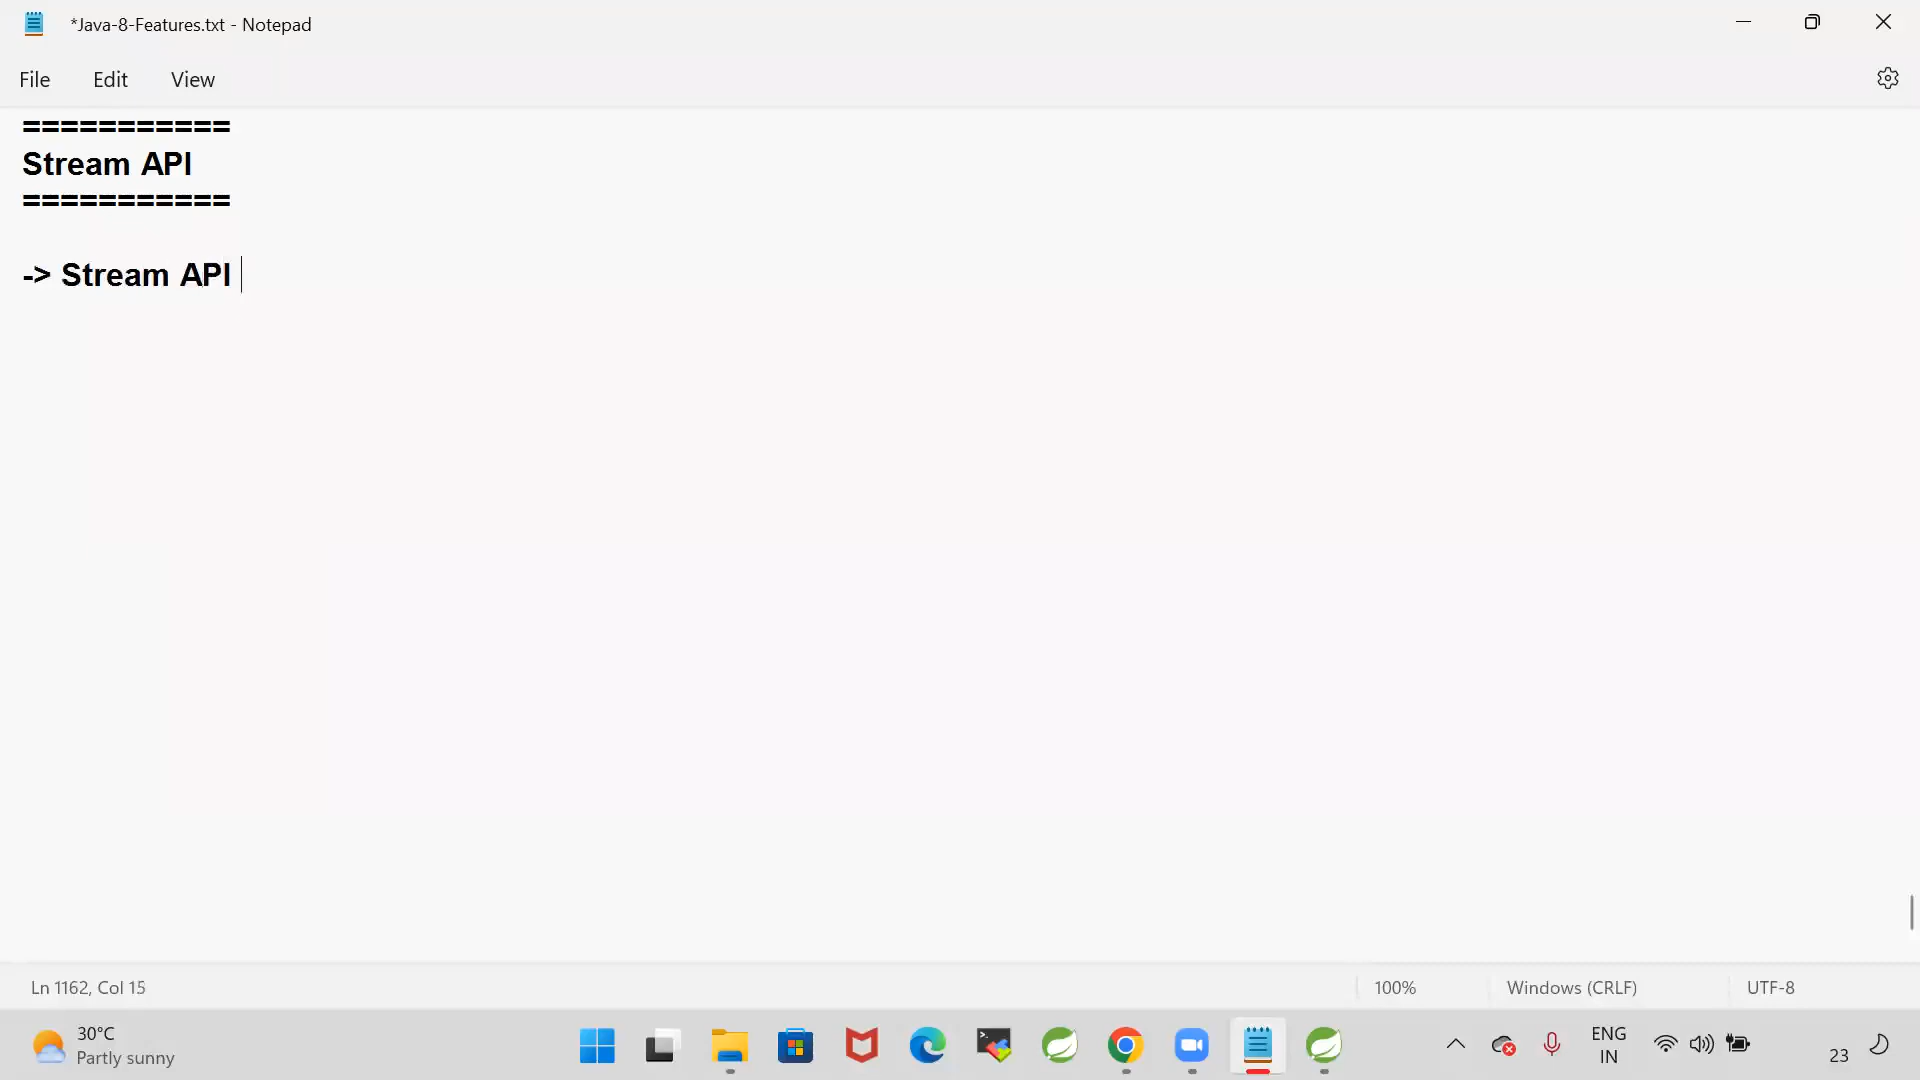 *Java-8-Features.txt - Notepad
File Edit View
===========
Stream API
===========
-> Stream API
Ln 1162, Col 15 100% Windows (CRLF) UTF-8
30°C
Partly sunny
ENG
IN
23